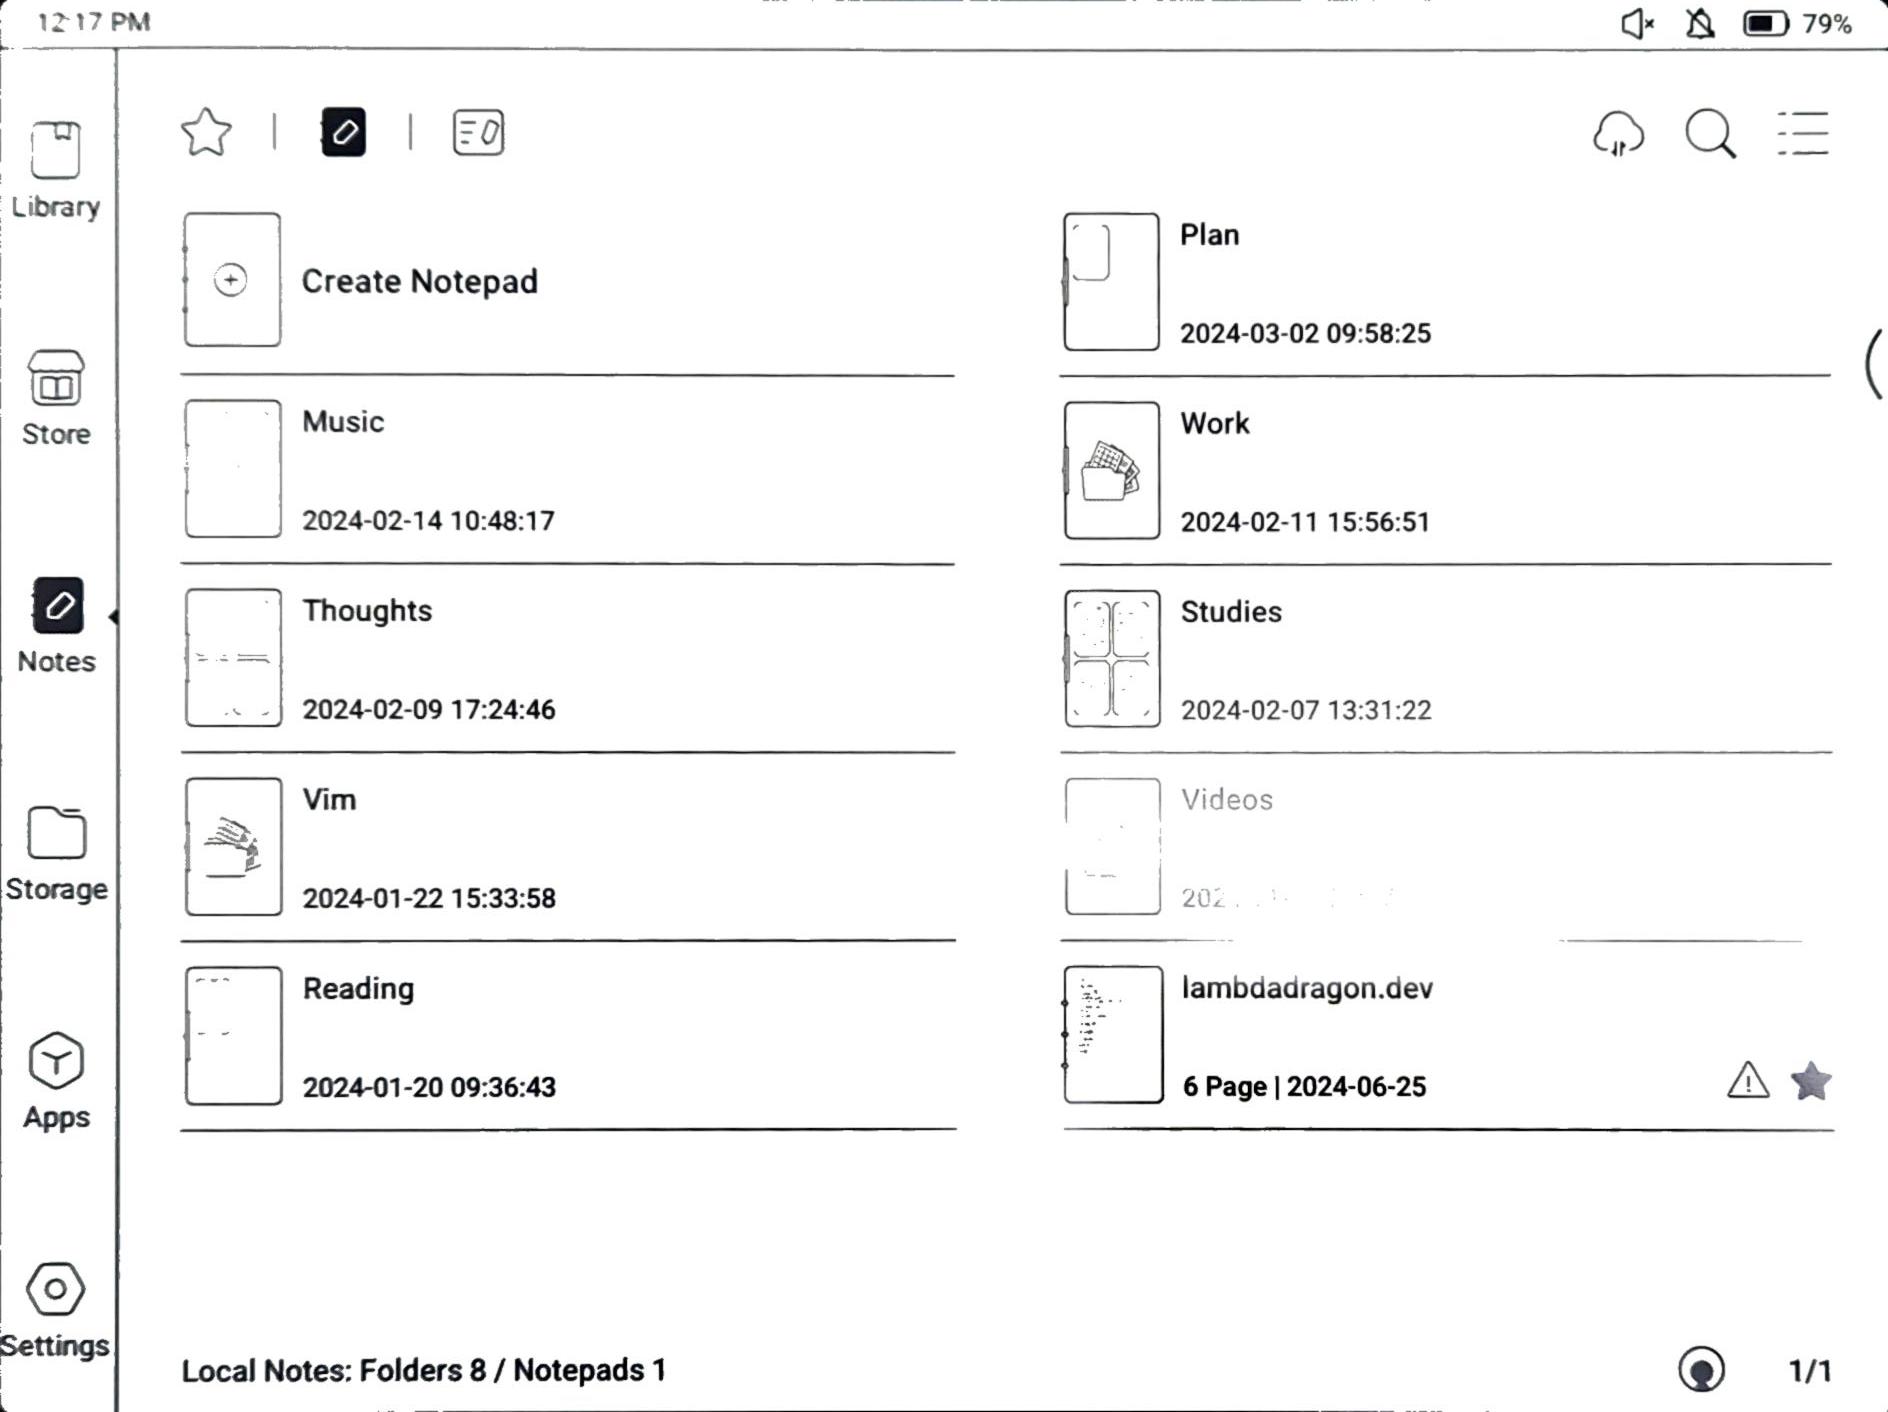 12:17 PM
79%
Library
Store
Notes
Storage
Apps
Settings
Create Notepad
Plan
2024-03-02 09:58:25
Music
2024-02-14 10:48:17
Work
2024-02-11 15:56:51
Thoughts
2024-02-09 17:24:46
Studies
2024-02-07 13:31:22
Vim
2024-01-22 15:33:58
Videos
Reading
2024-01-20 09:36:43
lambdadragon.dev
6 Page | 2024-06-25
Local Notes: Folders 8 / Notepads 1
1/1